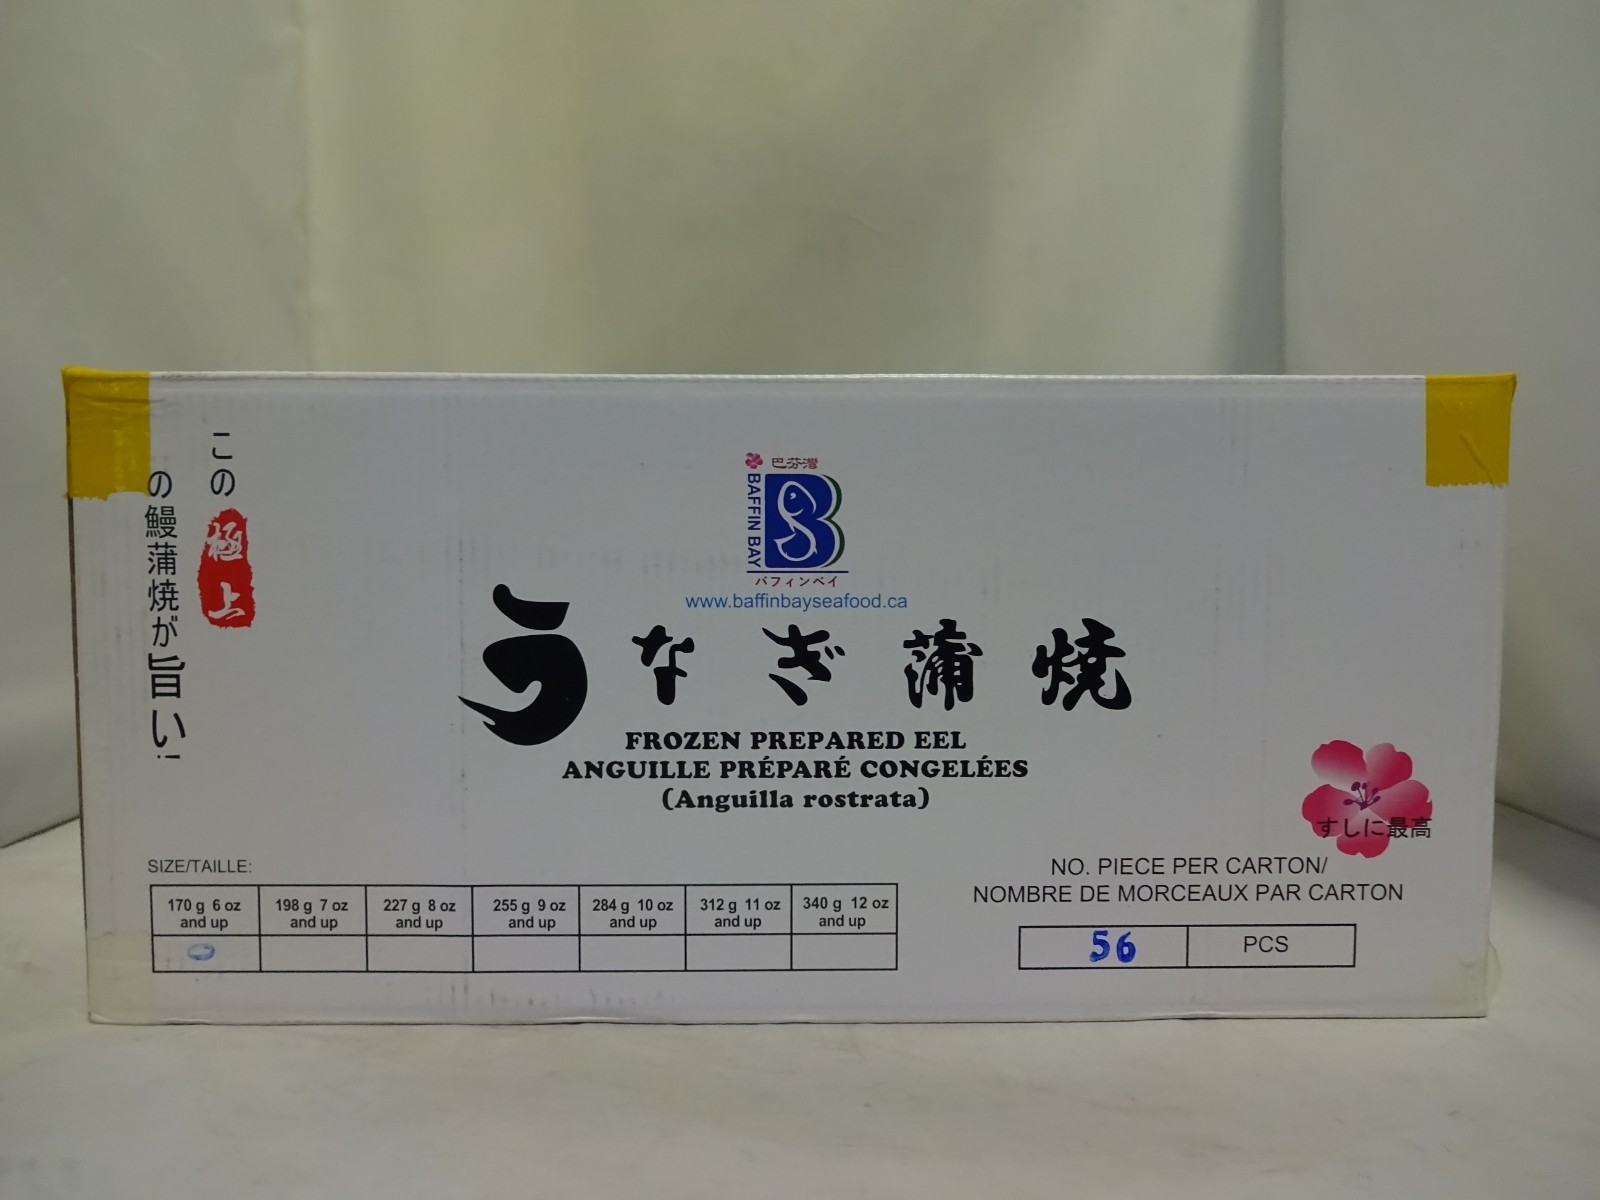 この極上
の鰻蒲焼が旨い!
巴芬灣
BAFFIN BAY
バフィンベイ
www.baffinbayseafood.ca
うなぎ蒲焼
FROZEN PREPARED EEL
ANGUILLE PRÉPARÉ CONGELÉES
(Anguilla rostrata)
すしに最高
SIZE/TAILLE:
170 g 6 oz and up
198 g 7 oz and up
227 g 8 oz and up
255 g 9 oz and up
284 g 10 oz and up
312 g 11 oz and up
340 g 12 oz and up
NO. PIECE PER CARTON/
NOMBRE DE MORCEAUX PAR CARTON
56 PCS